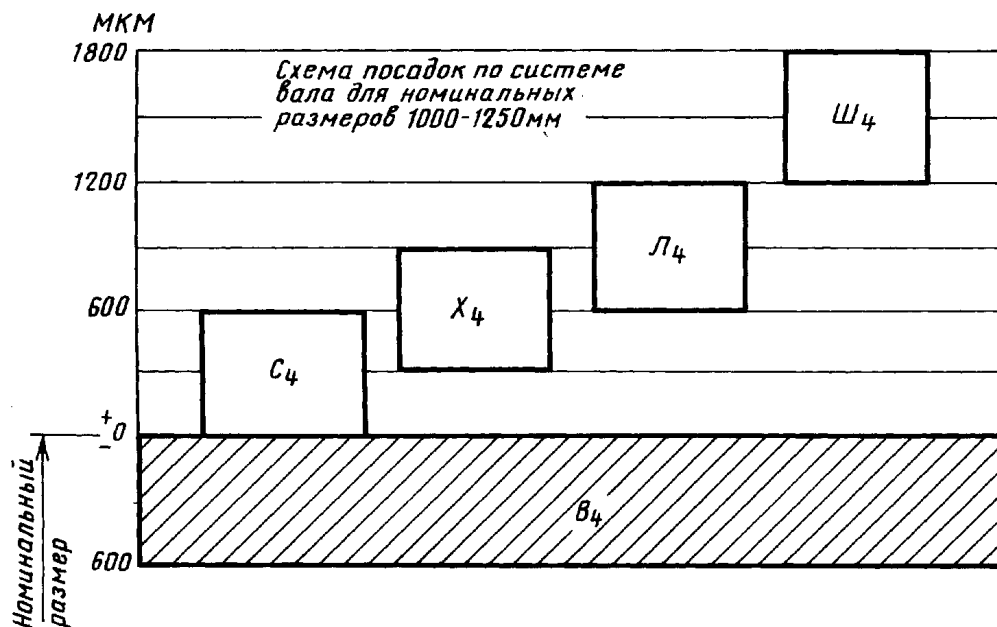 МКМ
1800
Схема посадок по системе
вала для номинальных
размеров 1000-1250мм
Ш4
1200
Л4
600
Х4
С4
+
0
−
В4
600
Номинальный
размер